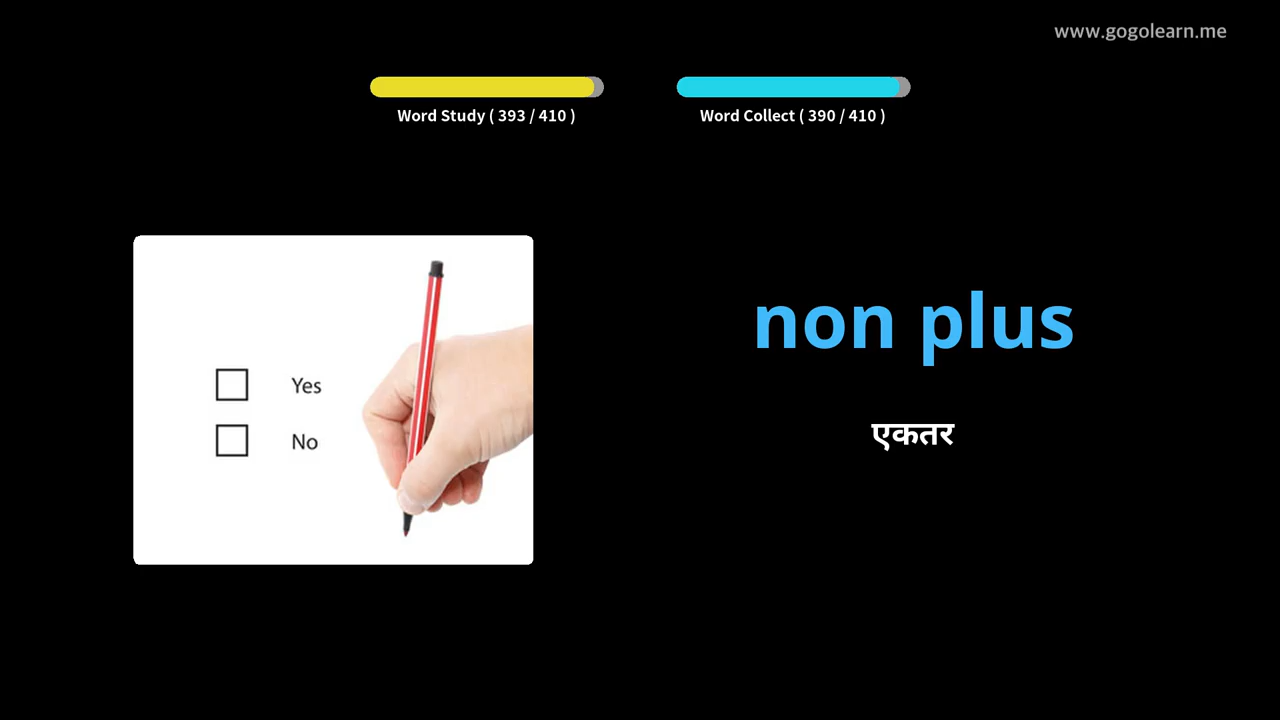 www.gogolearn.me
Word Study ( 393 / 410 )
Word Collect ( 390 / 410 )
non plus
एकतर
Yes
No